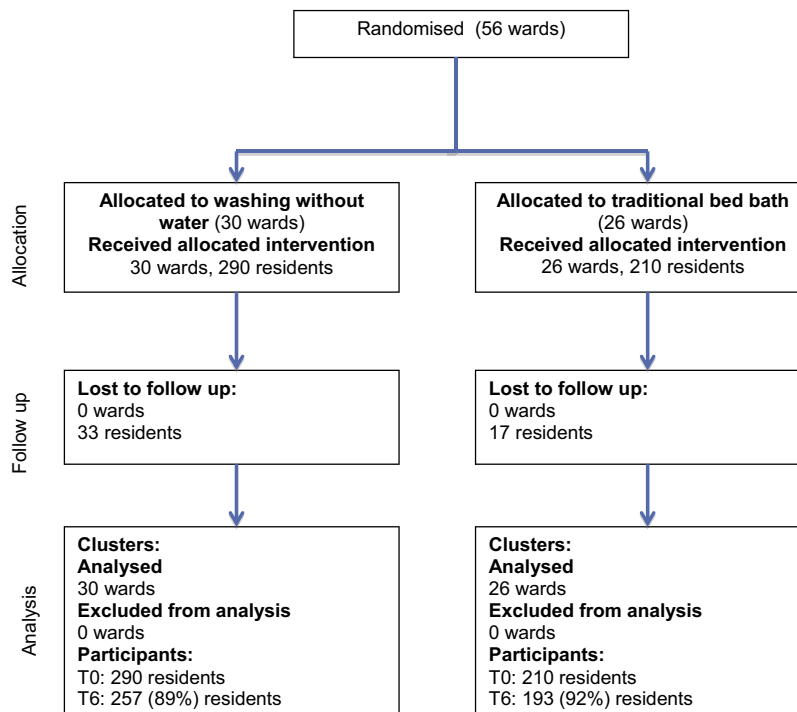 Randomised (56 wards)
Allocation
Allocated to washing without
water (30 wards)
Received allocated intervention
30 wards, 290 residents
Allocated to traditional bed bath
(26 wards)
Received allocated intervention
26 wards, 210 residents
Follow up
Lost to follow up:
0 wards
33 residents
Lost to follow up:
0 wards
17 residents
Analysis
Clusters:
Analysed
30 wards
Excluded from analysis
0 wards
Participants:
T0: 290 residents
T6: 257 (89%) residents
Clusters:
Analysed
26 wards
Excluded from analysis
0 wards
Participants:
T0: 210 residents
T6: 193 (92%) residents